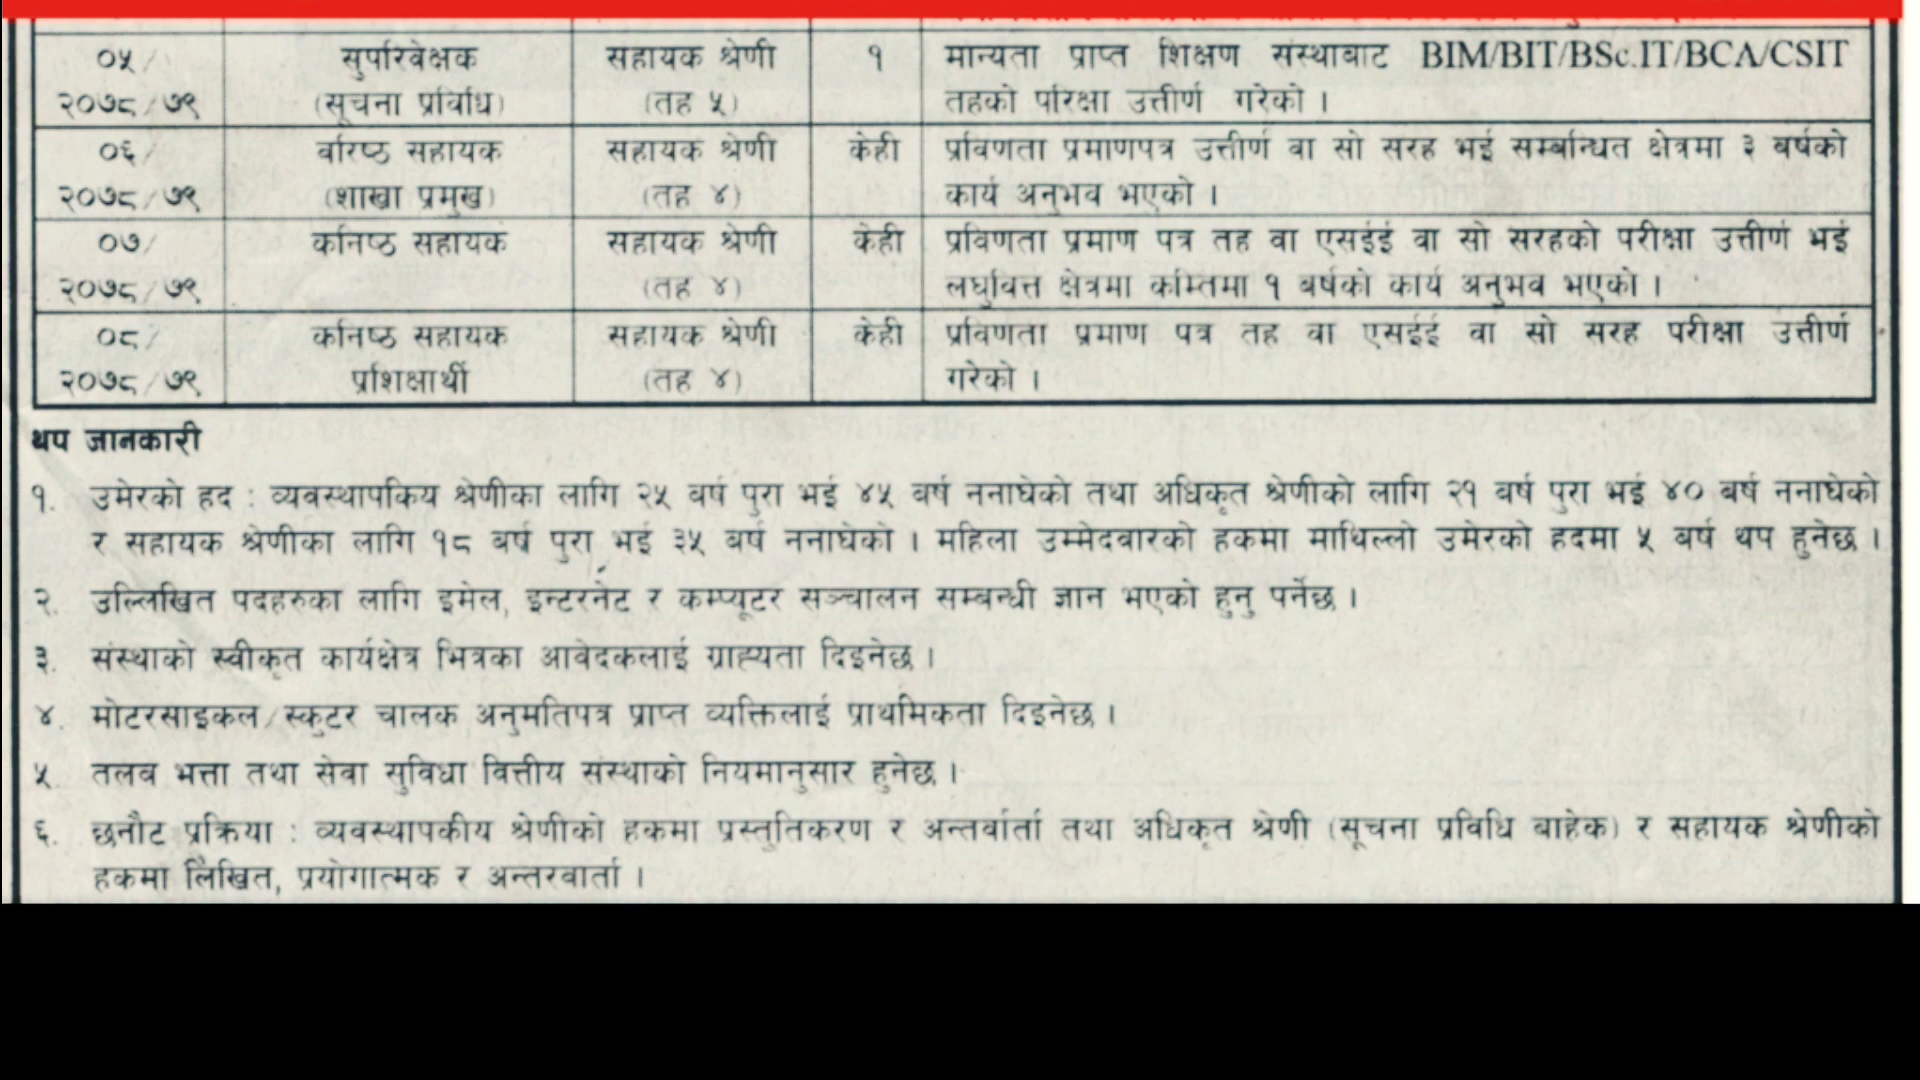 ०५/ सुपरिवेक्षक सहायक श्रेणी १ मान्यता प्राप्त शिक्षण संस्थाबाट BIM/BIT/BSc.IT/BCA/CSIT
२०७८/७९ (सूचना प्रविधि) (तह ५) तहको परिक्षा उत्तीर्ण गरेको ।
०६/ वरिष्ठ सहायक सहायक श्रेणी केही प्रविणता प्रमाणपत्र उत्तीर्ण वा सो सरह भई सम्बन्धित क्षेत्रमा ३ बर्षको
२०७८/७९ (शाखा प्रमुख) (तह ४) कार्य अनुभव भएको ।
०७/ कनिष्ठ सहायक सहायक श्रेणी केही प्रविणता प्रमाण पत्र तह वा एसईई वा सो सरहको परीक्षा उत्तीर्ण भई
२०७८/७९ (तह ४) लघुवित्त क्षेत्रमा कम्तिमा १ बर्षको कार्य अनुभव भएको ।
०८/ कनिष्ठ सहायक सहायक श्रेणी केही प्रविणता प्रमाण पत्र तह वा एसईई वा सो सरह परीक्षा उत्तीर्ण
२०७८/७९ प्रशिक्षार्थी (तह ४) गरेको ।
थप जानकारी
१. उमेरको हद : व्यवस्थापकिय श्रेणीका लागि २५ बर्ष पुरा भई ४५ बर्ष ननाघेको तथा अधिकृत श्रेणीको लागि २१ बर्ष पुरा भई ४० बर्ष ननाघेको
र सहायक श्रेणीका लागि १८ बर्ष पुरा भई ३५ बर्ष ननाघेको । महिला उम्मेदवारको हकमा माथिल्लो उमेरको हदमा ५ बर्ष थप हुनेछ ।
२. उल्लिखित पदहरुका लागि इमेल, इन्टरनेट र कम्प्यूटर सञ्चालन सम्बन्धी ज्ञान भएको हुनु पर्नेछ ।
३. संस्थाको स्वीकृत कार्यक्षेत्र भित्रका आवेदकलाई ग्राह्यता दिइनेछ ।
४. मोटरसाइकल/स्कुटर चालक अनुमतिपत्र प्राप्त व्यक्तिलाई प्राथमिकता दिइनेछ ।
५ तलब भत्ता तथा सेवा सुविधा वित्तीय संस्थाको नियमानुसार हुनेछ ।
६. छनौट प्रक्रिया : व्यवस्थापकीय श्रेणीको हकमा प्रस्तुतिकरण र अन्तर्वार्ता तथा अधिकृत श्रेणी (सूचना प्रविधि बाहेक) र सहायक श्रेणीको
हकमा लिखित, प्रयोगात्मक र अन्तरवार्ता ।